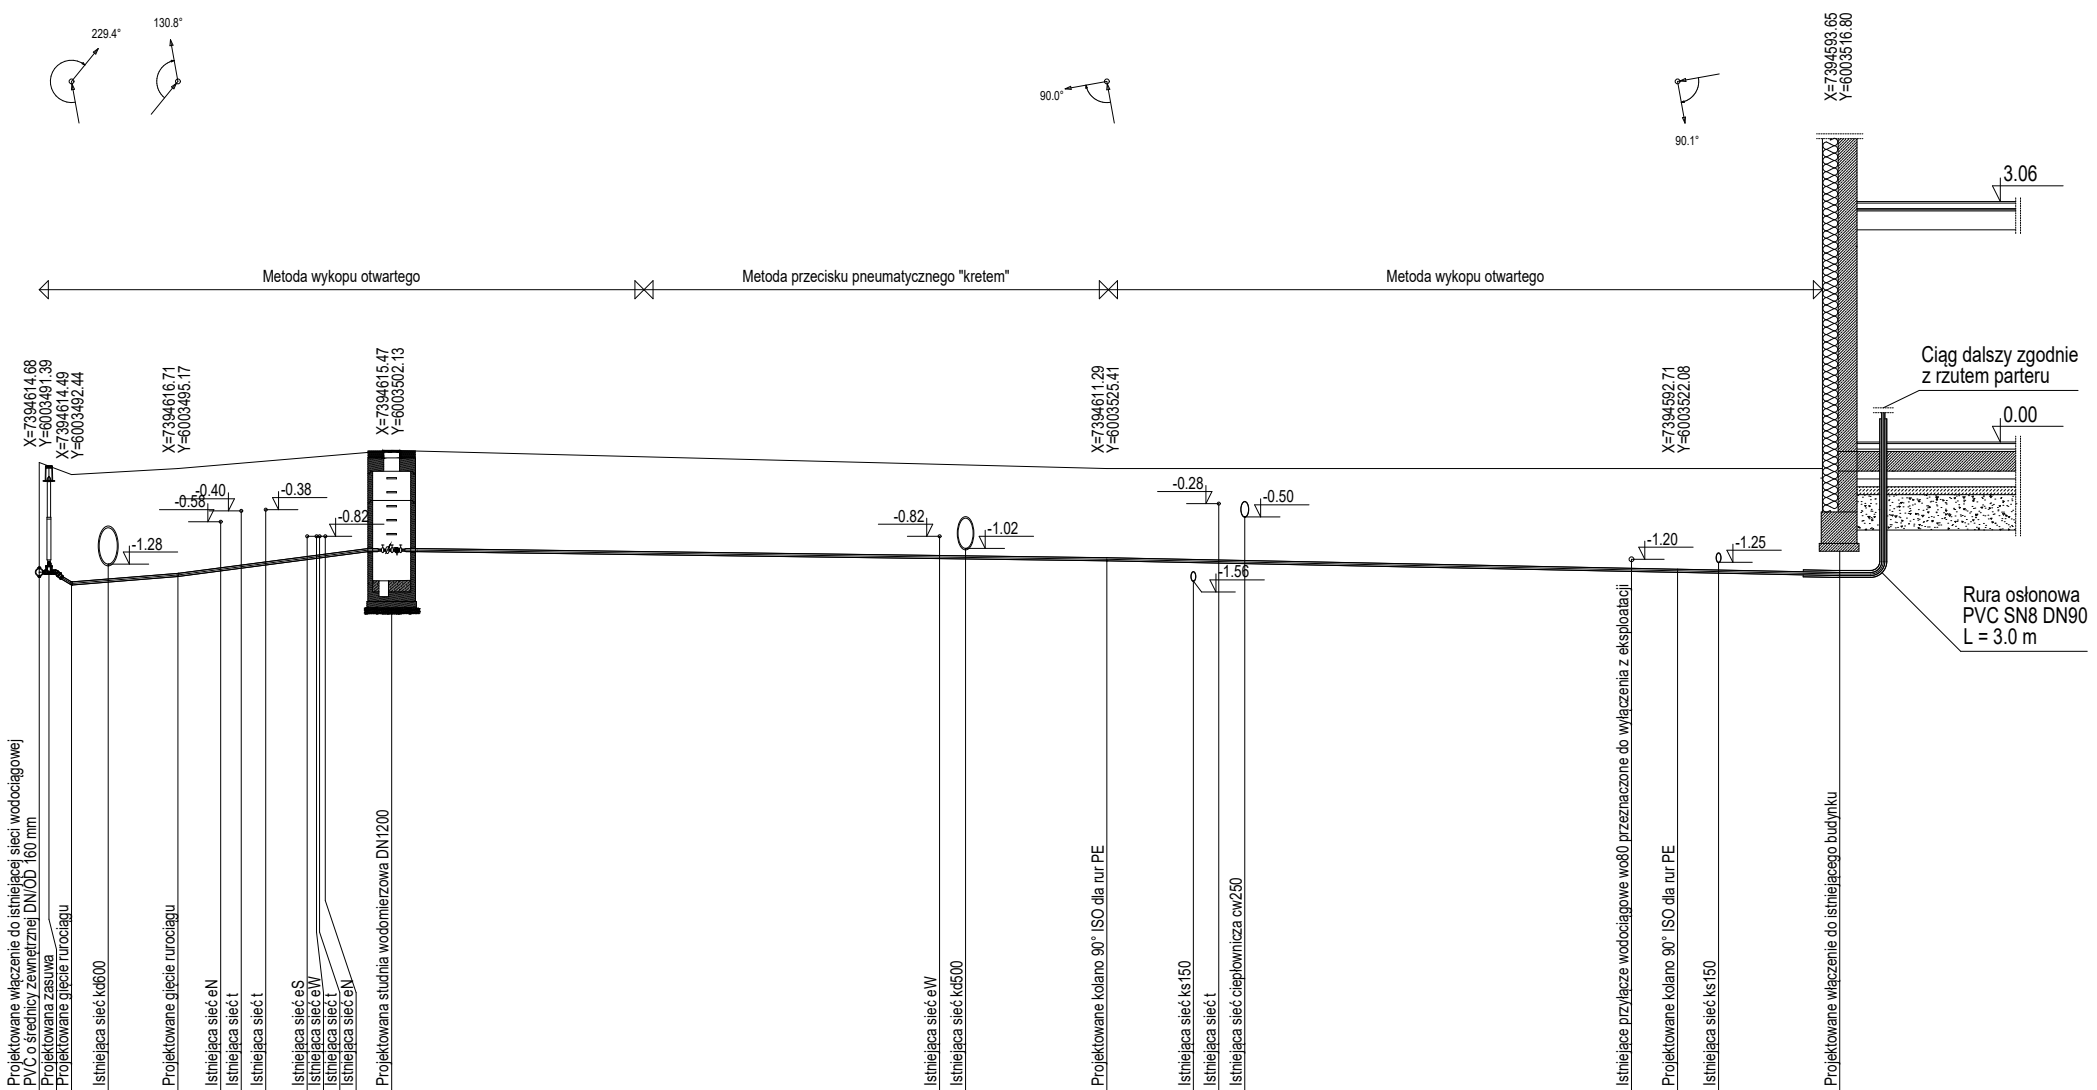 229.4°
130.8°
90.0°
90.1°
X=7394593.65
Y=6003516.80
3.06
Metoda wykopu otwartego
Metoda przecisku pneumatycznego "kretem"
Metoda wykopu otwartego
X=7394614.68
Y=6003491.39
X=7394614.49
Y=6003492.44
X=7394616.71
Y=6003495.17
X=7394615.47
Y=6003502.13
X=7394611.29
Y=6003525.41
X=7394592.71
Y=6003522.08
Ciąg dalszy zgodnie
z rzutem parteru
0.00
-1.28
-0.58
-0.40
-0.38
-0.82
-0.82
-1.02
-0.28
-0.50
-1.56
-1.20
-1.25
Rura osłonowa
PVC SN8 DN90
L = 3.0 m
Projektowane włączenie do istniejącej sieci wodociągowej
PVC o średnicy zewnętrznej DN/OD 160 mm
Projektowana zasuwa
Projektowane gięcie rurociągu
Istniejąca sieć kd600
Projektowane gięcie rurociągu
Istniejąca sieć eN
Istniejąca sieć t
Istniejąca sieć t
Istniejąca sieć eS
Istniejąca sieć eW
Istniejąca sieć t
Istniejąca sieć eN
Projektowana studnia wodomierzowa DN1200
Istniejąca sieć eW
Istniejąca sieć kd500
Projektowane kolano 90° ISO dla rur PE
Istniejąca sieć ks150
Istniejąca sieć t
Istniejąca sieć ciepłownicza cw250
Istniejące przyłącze wodociągowe wo80 przeznaczone do wyłączenia z eksploatacji
Projektowane kolano 90° ISO dla rur PE
Istniejąca sieć ks150
Projektowane włączenie do istniejącego budynku